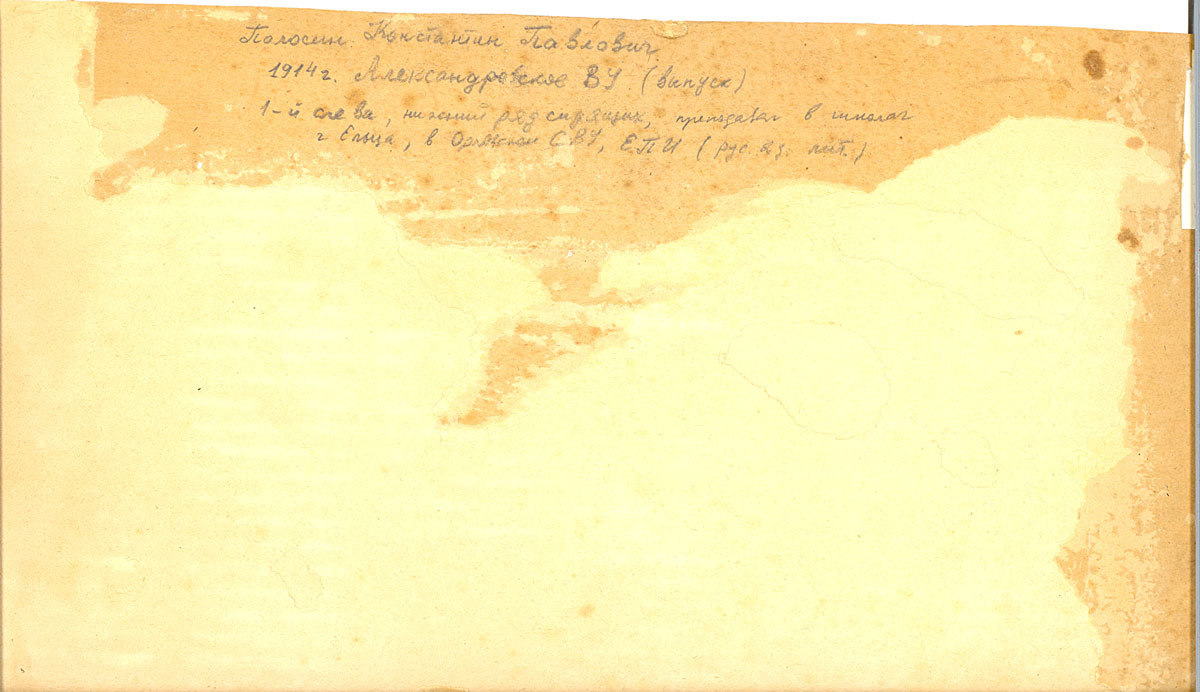 Полосин Константин Павлович
1914 г. Александровское ВУ (выпуск)
1-й слева, нижний ряд сидящих, преподавал в школах
г Ельца, в Орловском СВУ, ЕПИ (рус. яз. лит.)